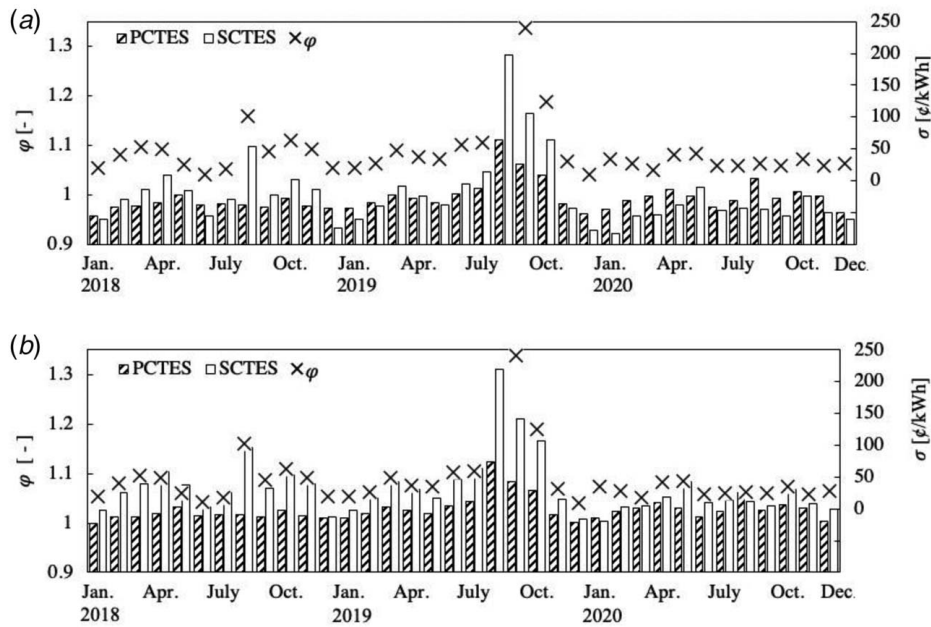 (a)
PCTES SCTES φ
1.3
1.2
1.1
1
0.9
φ [ - ]
250
200
150
100
50
0
σ [¢/kWh]
Jan. Apr. July Oct. Jan. Apr. July Oct. Jan. Apr. July Oct. Dec.
2018 2019 2020
(b)
PCTES SCTES φ
1.3
1.2
1.1
1
0.9
φ [ - ]
250
200
150
100
50
0
σ [¢/kWh]
Jan. Apr. July Oct. Jan. Apr. July Oct. Jan. Apr. July Oct. Dec.
2018 2019 2020